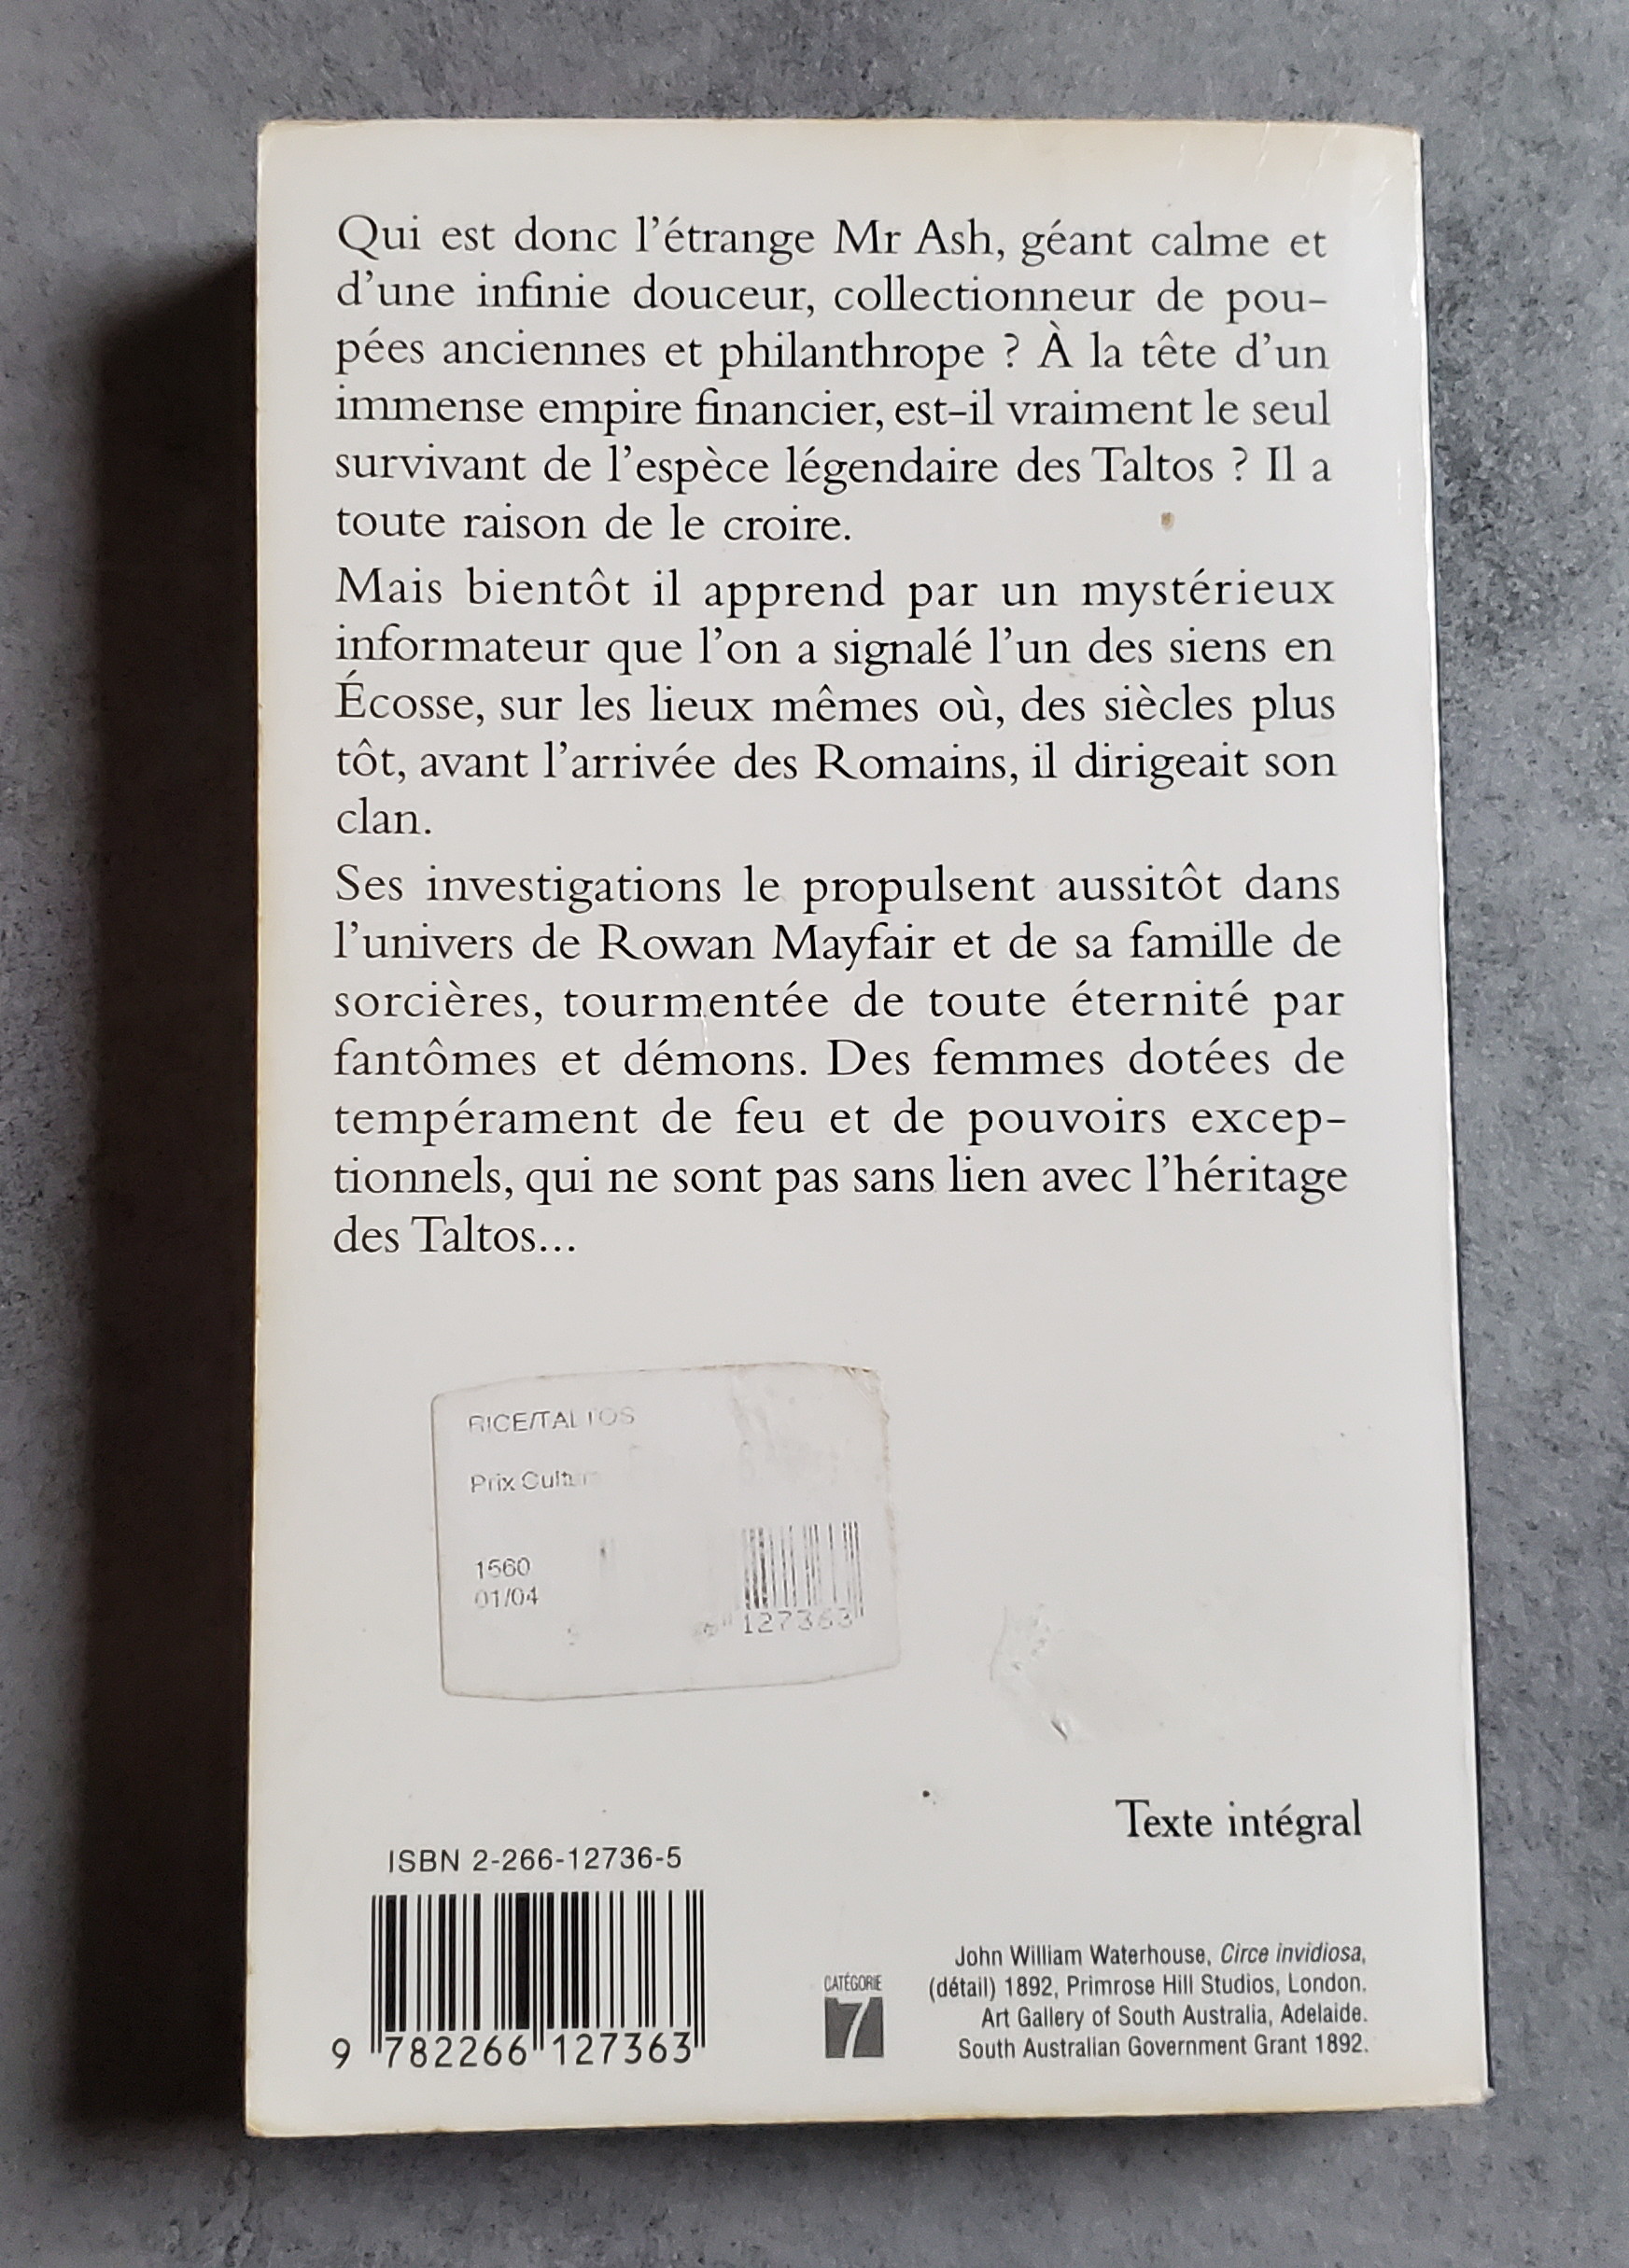 Qui est donc l'étrange Mr Ash, géant calme et
d'une infinie douceur, collectionneur de pou-
pées anciennes et philanthrope ? À la tête d'un
immense empire financier, est-il vraiment le seul
survivant de l'espèce légendaire des Taltos ? Il a
toute raison de le croire.
Mais bientôt il apprend par un mystérieux
informateur que l'on a signalé l'un des siens en
Écosse, sur les lieux mêmes où, des siècles plus
tôt, avant l'arrivée des Romains, il dirigeait son
clan.
Ses investigations le propulsent aussitôt dans
l'univers de Rowan Mayfair et de sa famille de
sorcières, tourmentée de toute éternité par
fantômes et démons. Des femmes dotées de
tempérament de feu et de pouvoirs excep-
tionnels, qui ne sont pas sans lien avec l'héritage
des Taltos...
RICE/TALTOS
Prix
1560
01/04
127363
Texte intégral
ISBN 2-266-12736-5
9 782266 127363
CATÉGORIE
7
John William Waterhouse, Circe invidiosa,
(détail) 1892, Primrose Hill Studios, London.
Art Gallery of South Australia, Adelaide.
South Australian Government Grant 1892.